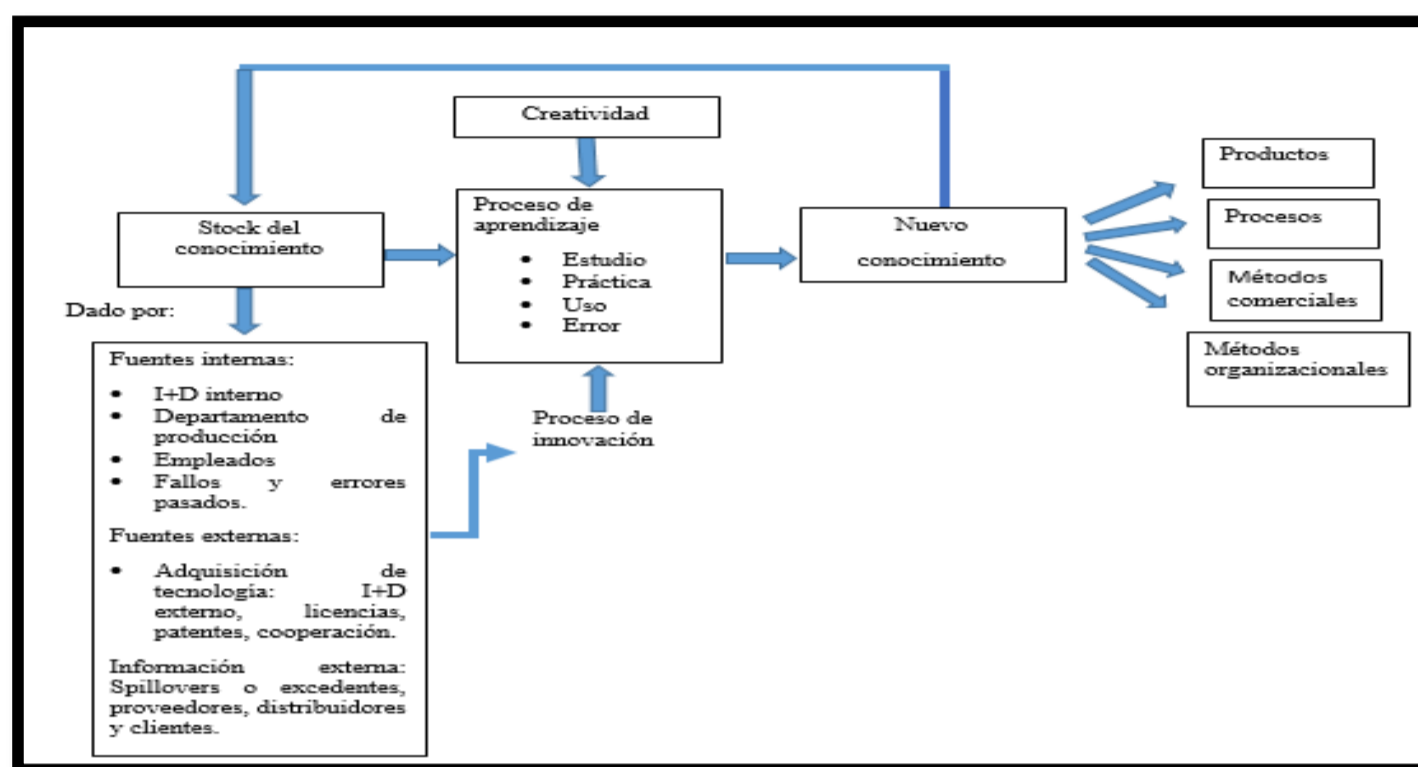 Creatividad
Stock del
conocimiento
Proceso de
aprendizaje
• Estudio
• Práctica
• Uso
• Error
Nuevo
conocimiento
Productos
Procesos
Métodos
comerciales
Métodos
organizacionales
Dado por:
Fuentes internas:
• I+D interno
• Departamento de
producción
• Empleados
• Fallos y errores
pasados.
Fuentes externas:
• Adquisición de
tecnología: I+D
externo, licencias,
patentes, cooperación.
Información externa:
Spillovers o excedentes,
proveedores, distribuidores
y clientes.
Proceso de
innovación